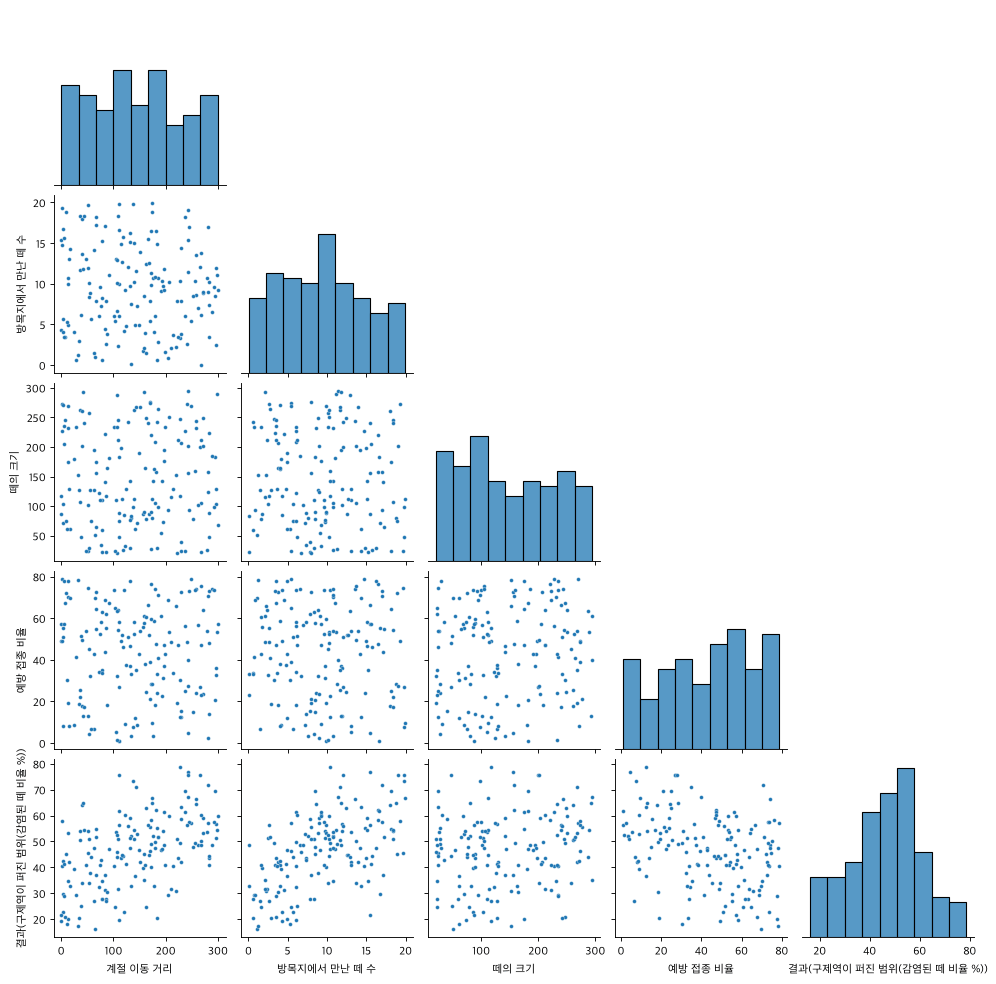 20
15
10
5
0
방목지에서 만난 떼 수
300
250
200
150
100
50
떼의 크기
80
60
40
20
0
예방 접종 비율
80
70
60
50
40
30
20
결과(구제역이 퍼진 범위(감염된 떼 비율 %))
0 100 200 300
계절 이동 거리
0 5 10 15 20
방목지에서 만난 떼 수
100 200 300
떼의 크기
0 20 40 60 80
예방 접종 비율
20 40 60 80
결과(구제역이 퍼진 범위(감염된 떼 비율 %))